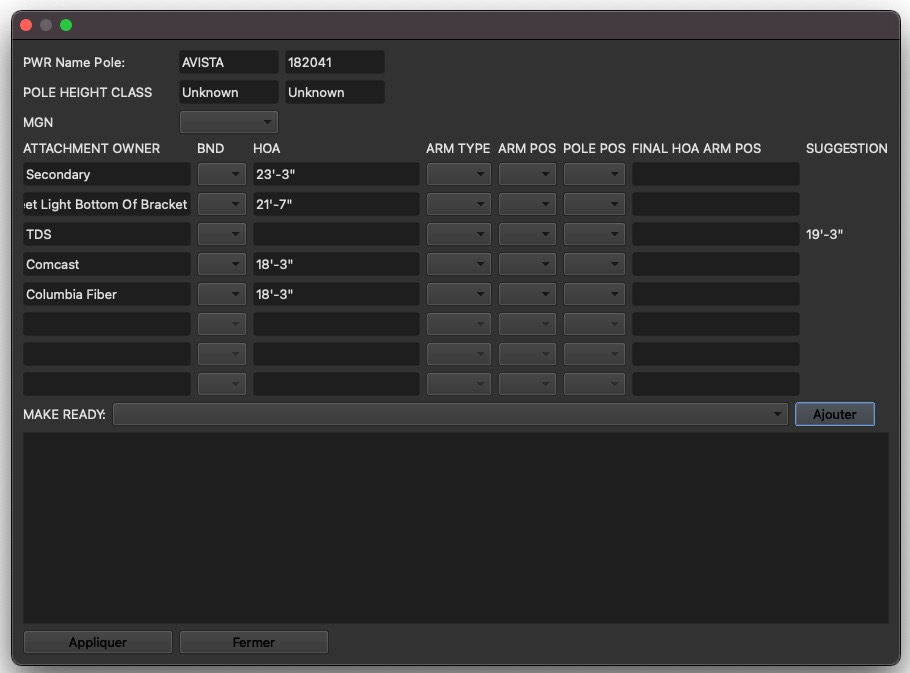 PWR Name Pole: AVISTA 182041
POLE HEIGHT CLASS Unknown Unknown
MGN
ATTACHMENT OWNER BND HOA ARM TYPE ARM POS POLE POS FINAL HOA ARM POS SUGGESTION
Secondary 23'-3"
et Light Bottom Of Bracket 21'-7"
TDS 19'-3"
Comcast 18'-3"
Columbia Fiber 18'-3"
MAKE READY: Ajouter
Appliquer Fermer